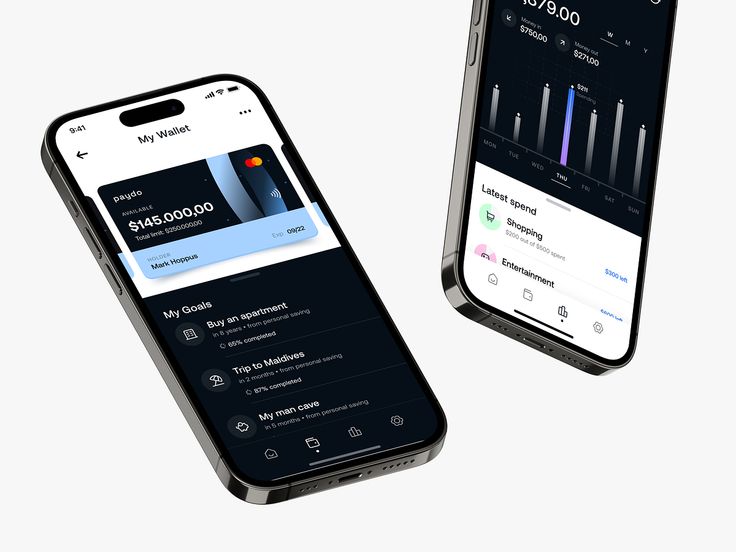 9:41
My Wallet
paydo
AVAILABLE
$145.000,00
Total limit: $250.000,00
HOLDER
Mark Hoppus
Exp. 09/22
My Goals
Buy an apartment
in 8 years • from personal saving
65% completed
Trip to Maldives
in 2 months • from personal saving
87% completed
My man cave
in 5 months • from personal saving
,879.00
Money in
$750,00
Money out
$271,00
W M Y
$211
Spending
MON TUE WED THU FRI SAT SUN
Latest spend
Shopping
$200 out of $500 spent
$300 left
Entertainment